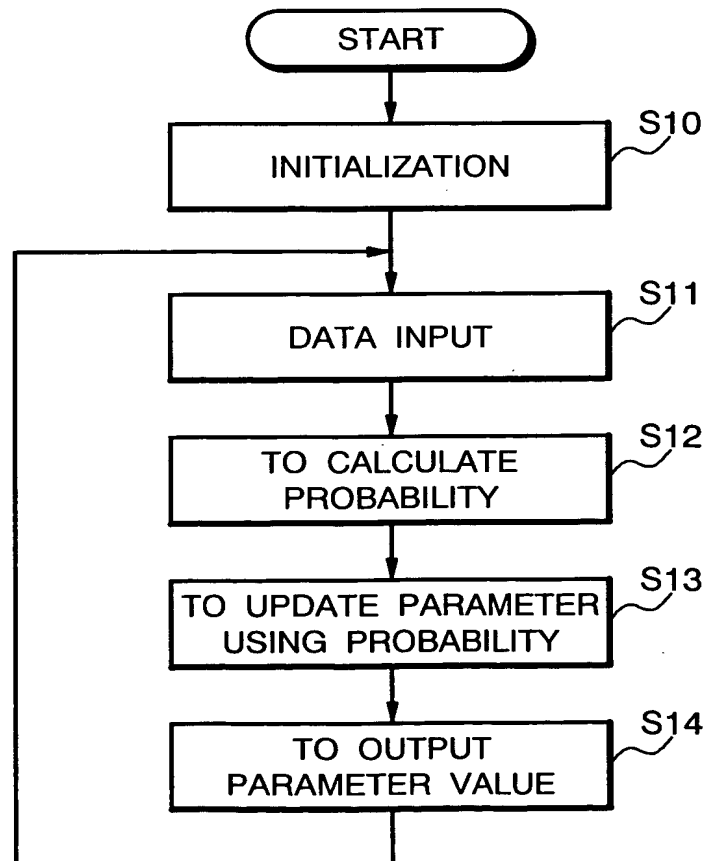 START
S10
INITIALIZATION
S11
DATA INPUT
S12
TO CALCULATE
PROBABILITY
S13
TO UPDATE PARAMETER
USING PROBABILITY
S14
TO OUTPUT
PARAMETER VALUE